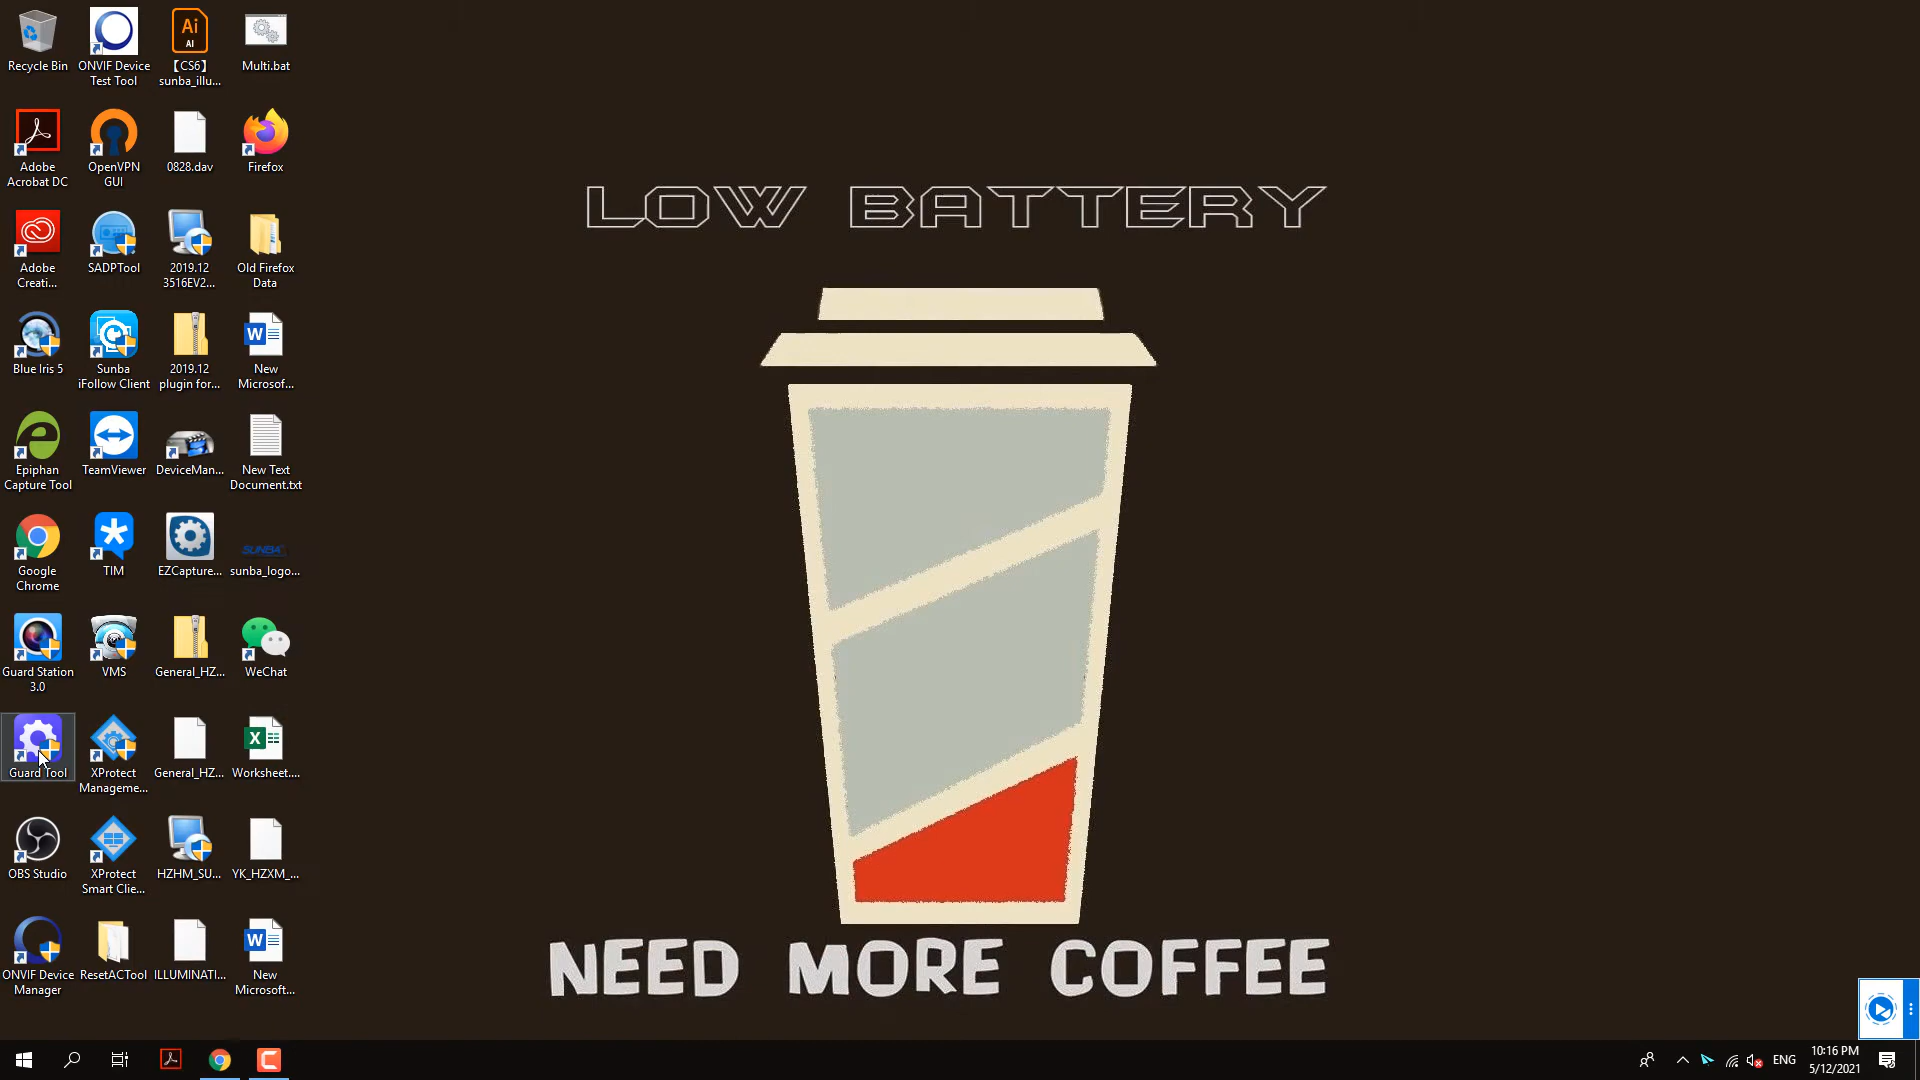 Recycle Bin
ONVIF Device
Test Tool
Ai
AI
【CS6】
sunba_illu...
Multi.bat
Adobe
Acrobat DC
OpenVPN
GUI
0828.dav
Firefox
Adobe
Creati...
SADPTool
2019.12
3516EV2...
Old Firefox
Data
Blue Iris 5
Sunba
iFollow Client
2019.12
plugin for...
W
New
Microsof...
Epiphan
Capture Tool
TeamViewer
DeviceMan...
New Text
Document.txt
Google
Chrome
TIM
EZCapture...
SUNBA
sunba_logo...
Guard Station
3.0
VMS
General_HZ...
WeChat
Guard Tool
XProtect
Manageme...
General_HZ...
X
Worksheet....
OBS Studio
XProtect
Smart Clie...
HZHM_SU...
YK_HZXM_...
ONVIF Device
Manager
ResetACTool
ILLUMINATI...
W
New
Microsoft...
LOW BATTERY
NEED MORE COFFEE
ENG
10:16 PM
5/12/2021